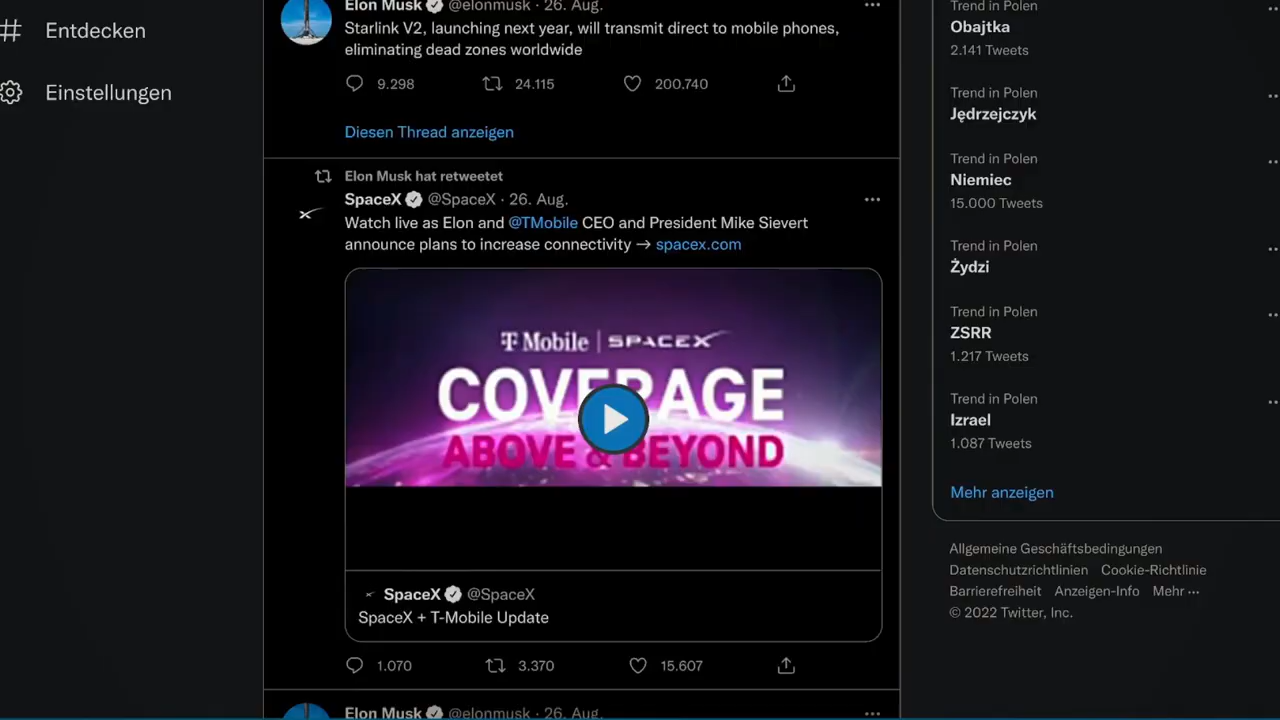 Entdecken
Einstellungen
Elon Musk @elonmusk · 26. Aug.
Starlink V2, launching next year, will transmit direct to mobile phones,
eliminating dead zones worldwide
9.298 24.115 200.740
Diesen Thread anzeigen
Elon Musk hat retweetet
SpaceX @SpaceX · 26. Aug.
Watch live as Elon and @TMobile CEO and President Mike Sievert
announce plans to increase connectivity → spacex.com
T Mobile | SPACEX
COVERAGE
ABOVE & BEYOND
SpaceX @SpaceX
SpaceX + T-Mobile Update
1.070 3.370 15.607
Elon Musk @elonmusk · 26. Aug.
Trend in Polen
Obajtka
2.141 Tweets
Trend in Polen
Jędrzejczyk
Trend in Polen
Niemiec
15.000 Tweets
Trend in Polen
Żydzi
Trend in Polen
ZSRR
1.217 Tweets
Trend in Polen
Izrael
1.087 Tweets
Mehr anzeigen
Allgemeine Geschäftsbedingungen
Datenschutzrichtlinien Cookie-Richtlinie
Barrierefreiheit Anzeigen-Info Mehr ···
© 2022 Twitter, Inc.